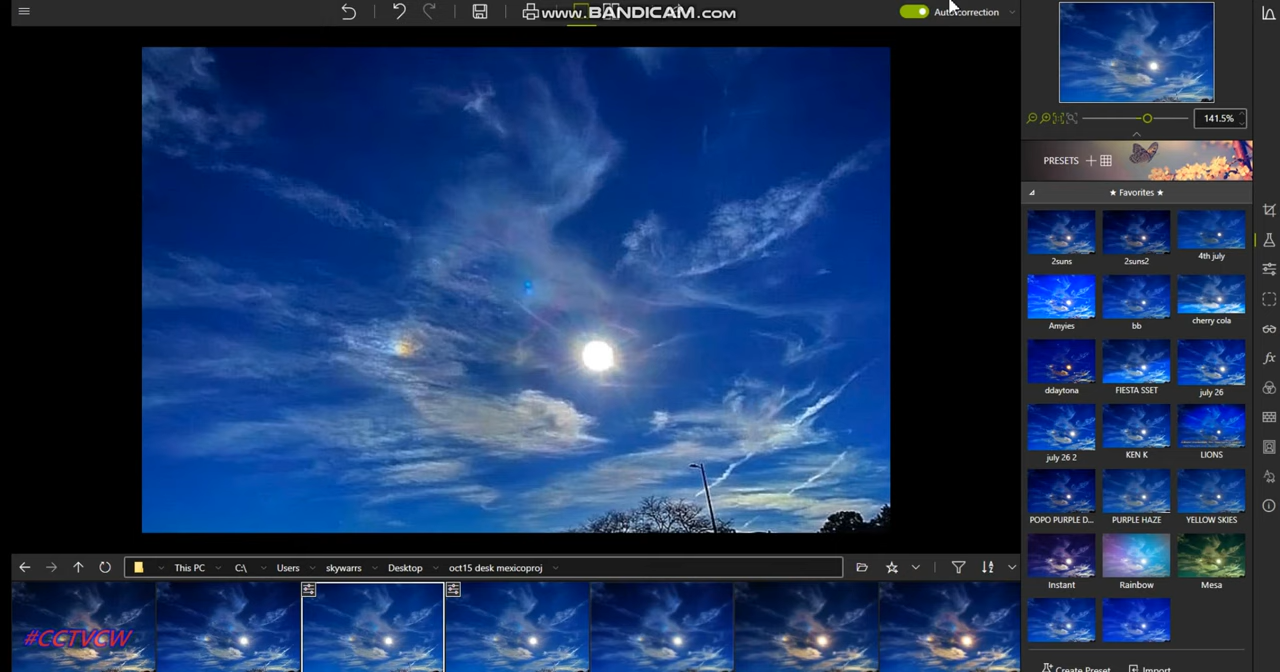 www.BANDICAM.com
Autocorrection
141.5%
PRESETS
★ Favorites ★
2suns
2suns2
4th july
Amyies
bb
cherry cola
ddaytona
FIESTA SSET
july 26
july 26 2
KEN K
LIONS
POPO PURPLE D...
PURPLE HAZE
YELLOW SKIES
Instant
Rainbow
Mesa
Create Preset
Import
This PC
C:\
Users
skywarrs
Desktop
oct15 desk mexicoproj
#CCTVCW